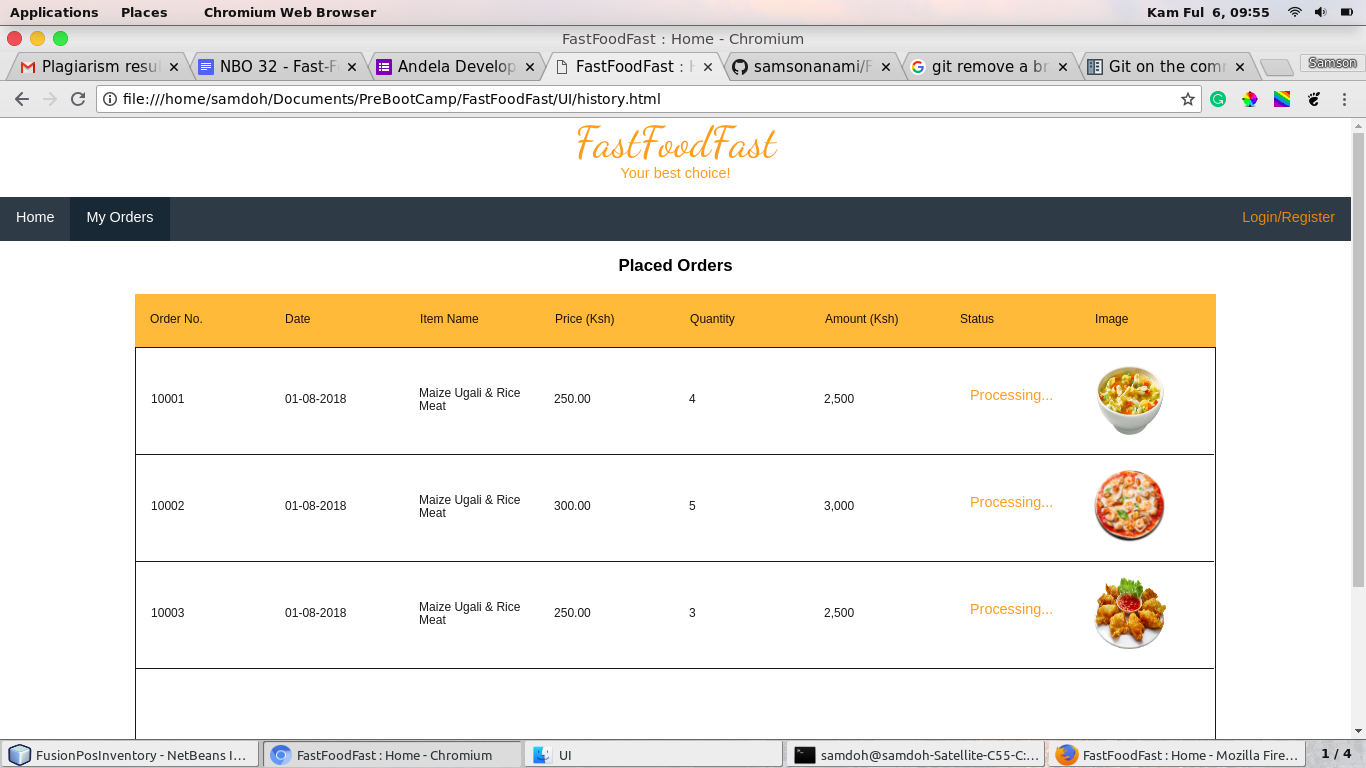 Applications Places Chromium Web Browser Kam Ful 6, 09:55
FastFoodFast : Home - Chromium
Plagiarism resu NBO 32 - Fast-F Andela Develop FastFoodFast : H samsonanami/F git remove a br Git on the com Samson
file:///home/samdoh/Documents/PreBootCamp/FastFoodFast/UI/history.html
FastFoodFast
Your best choice!
Home My Orders Login/Register
Placed Orders
Order No. Date Item Name Price (Ksh) Quantity Amount (Ksh) Status Image
10001 01-08-2018 Maize Ugali & Rice 250.00 4 2,500 Processing...
Meat
10002 01-08-2018 Maize Ugali & Rice 300.00 5 3,000 Processing...
Meat
10003 01-08-2018 Maize Ugali & Rice 250.00 3 2,500 Processing...
Meat
FusionPosInventory - NetBeans I... FastFoodFast : Home - Chromium UI samdoh@samdoh-Satellite-C55-C:... FastFoodFast : Home - Mozilla Fire... 1 / 4